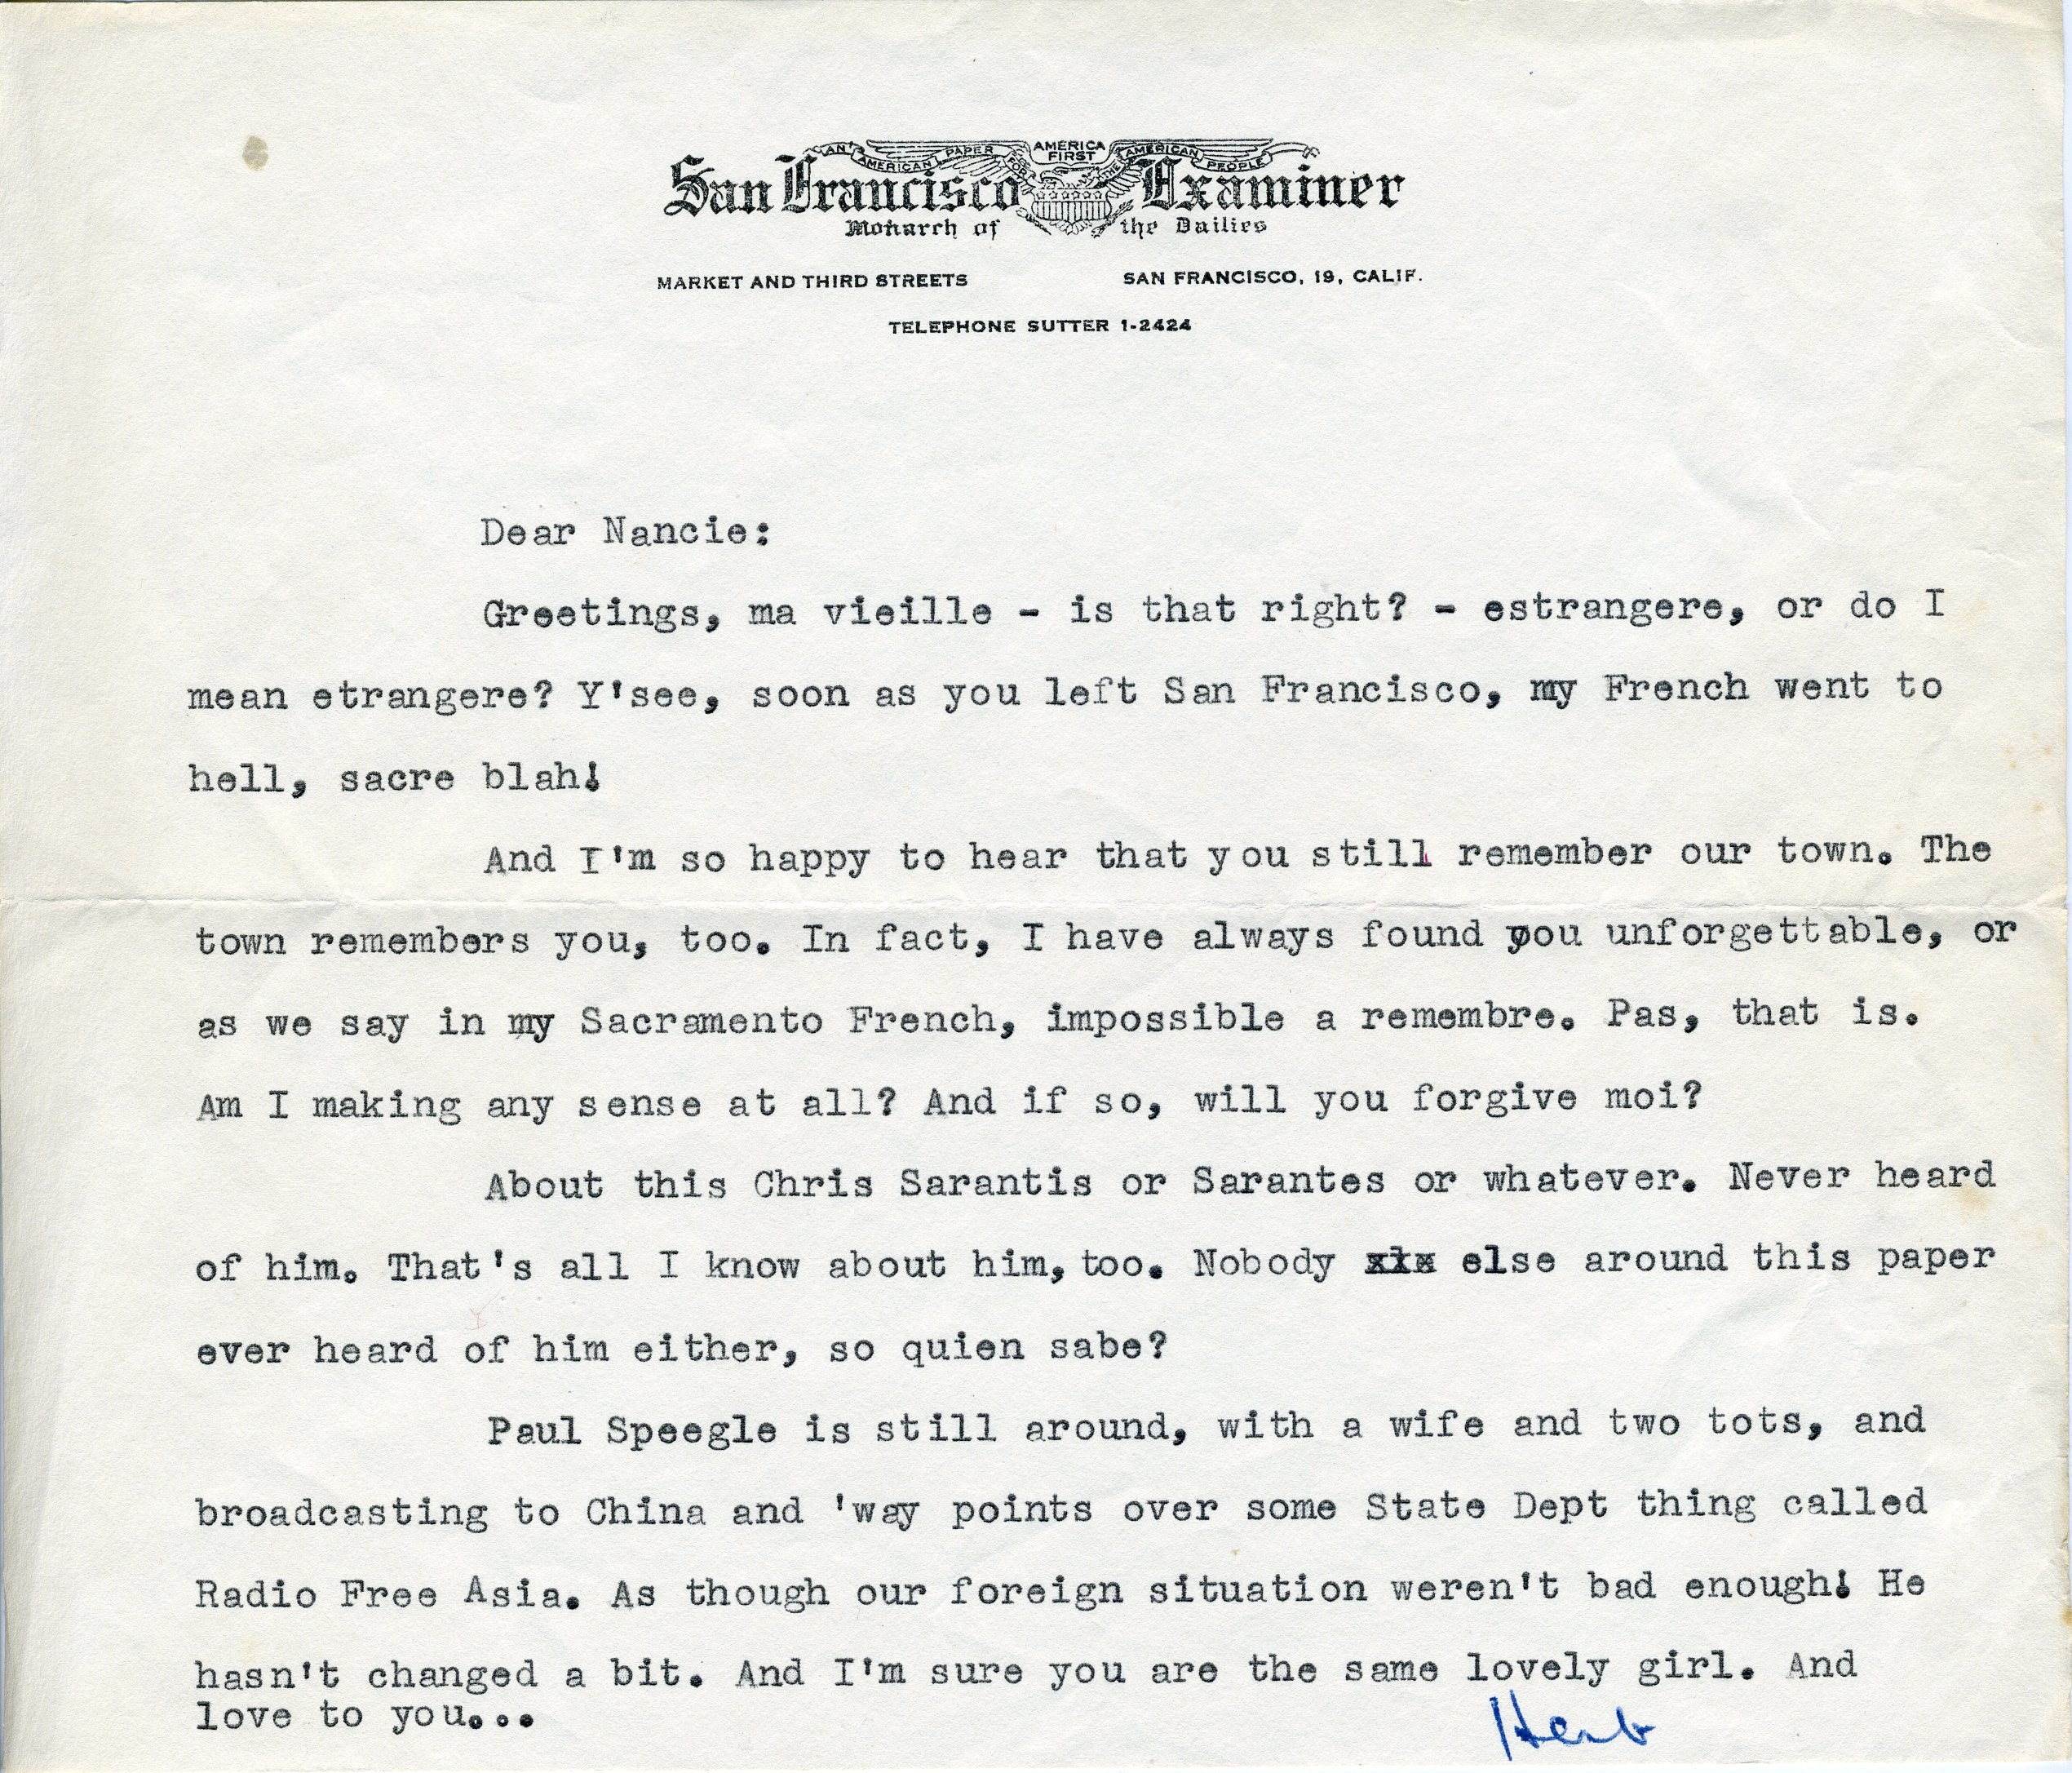 AN AMERICAN PAPER FOR AMERICA FIRST THE AMERICAN PEOPLE
San Francisco Examiner
Monarch of the Dailies
MARKET AND THIRD STREETS SAN FRANCISCO, 19, CALIF.
TELEPHONE SUTTER 1-2424
Dear Nancie:
Greetings, ma vieille - is that right? - estrangere, or do I
mean etrangere? Y'see, soon as you left San Francisco, my French went to
hell, sacre blah!
And I'm so happy to hear that you still remember our town. The
town remembers you, too. In fact, I have always found you unforgettable, or
as we say in my Sacramento French, impossible a remembre. Pas, that is.
Am I making any sense at all? And if so, will you forgive moi?
About this Chris Sarantis or Sarantes or whatever. Never heard
of him. That's all I know about him, too. Nobody else around this paper
ever heard of him either, so quien sabe?
Paul Speegle is still around, with a wife and two tots, and
broadcasting to China and 'way points over some State Dept thing called
Radio Free Asia. As though our foreign situation weren't bad enough! He
hasn't changed a bit. And I'm sure you are the same lovely girl. And
love to you...
Herb